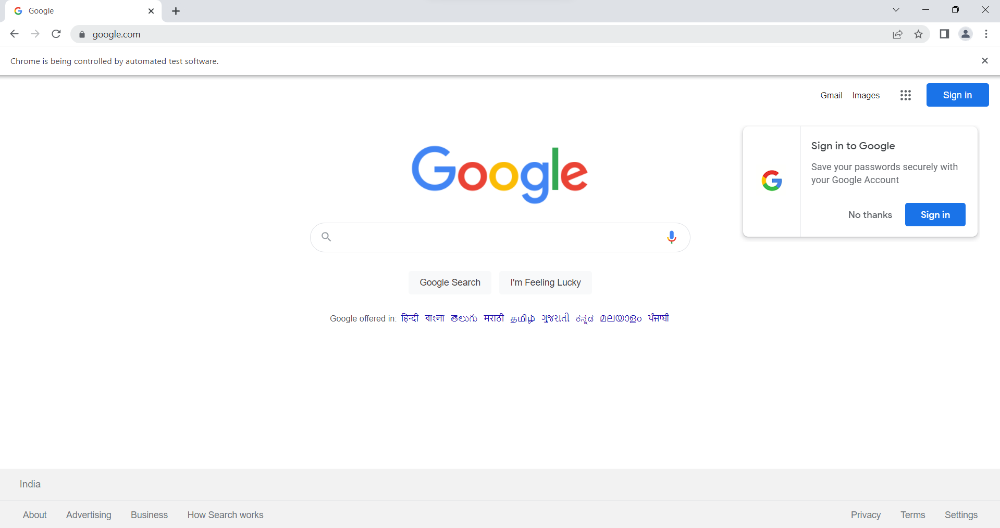 Google
google.com
Chrome is being controlled by automated test software.
Gmail Images Sign in
Google
Sign in to Google
Save your passwords securely with
your Google Account
No thanks Sign in
Google Search I'm Feeling Lucky
Google offered in: हिन्दी বাংলা తెలుగు मराठी தமிழ் ગુજરાતી ಕನ್ನಡ മലയാളം ਪੰਜਾਬੀ
India
About Advertising Business How Search works Privacy Terms Settings